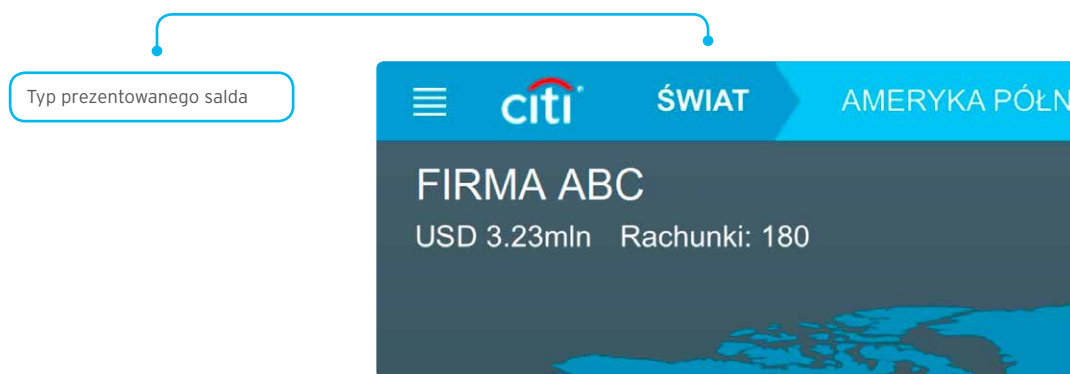 Typ prezentowanego salda
citi
ŚWIAT
AMERYKA PÓŁN
FIRMA ABC
USD 3.23mln Rachunki: 180